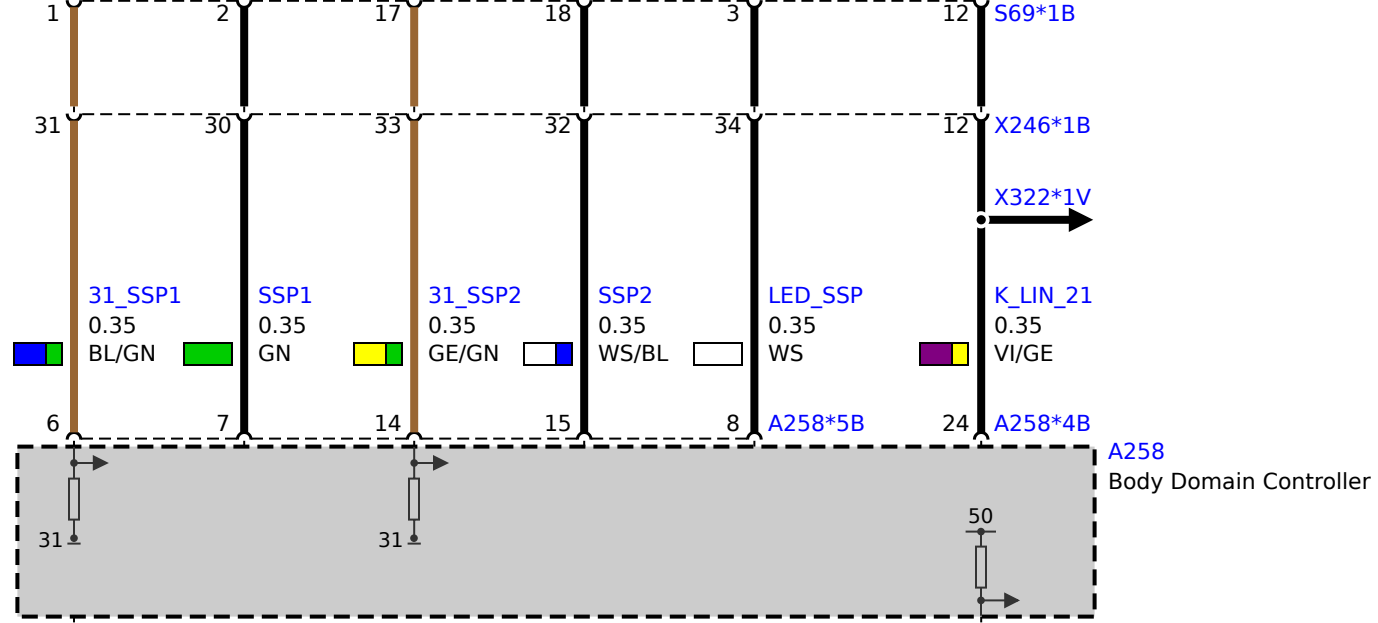 1 2 17 18 3 12 S69*1B
31 30 33 32 34 12 X246*1B
X322*1V
31_SSP1 SSP1 31_SSP2 SSP2 LED_SSP K_LIN_21
0.35 0.35 0.35 0.35 0.35 0.35
BL/GN GN GE/GN WS/BL WS VI/GE
6 7 14 15 8 A258*5B 24 A258*4B
A258
Body Domain Controller
50
31 31